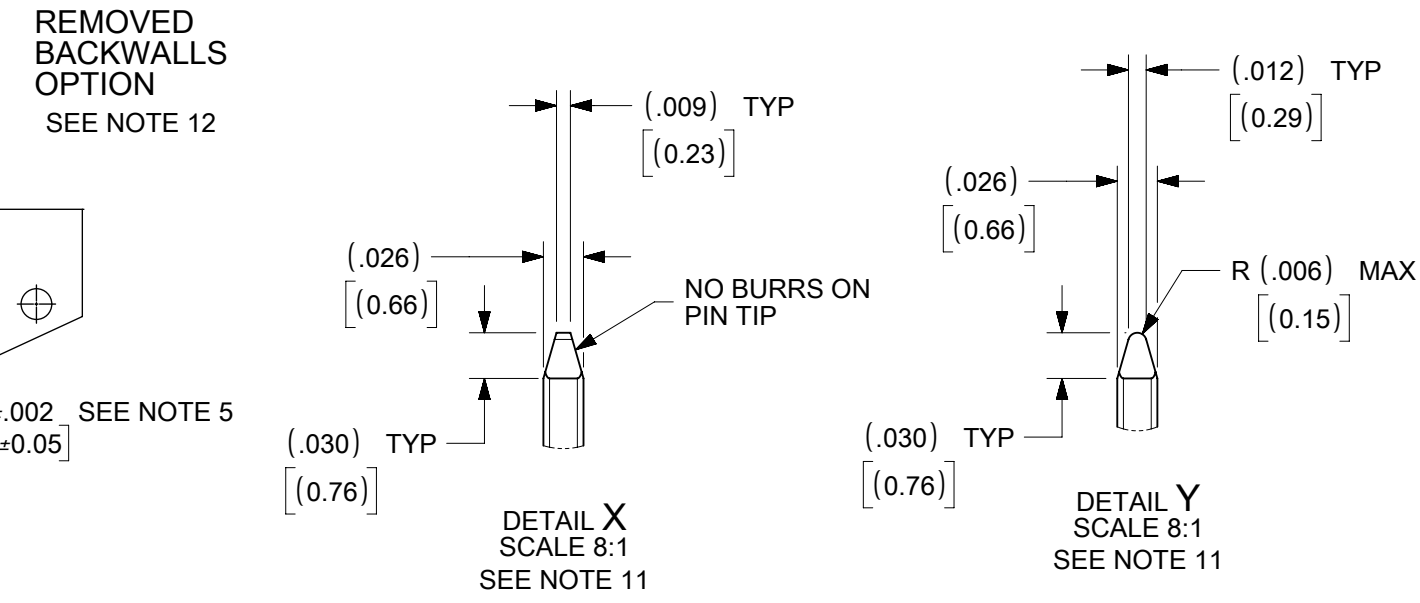 REMOVED
BACKWALLS
OPTION
SEE NOTE 12
±.002 SEE NOTE 5
±0.05]
(.009) TYP
[(0.23)]
(.026)
[(0.66)]
NO BURRS ON
PIN TIP
(.030) TYP
[(0.76)]
DETAIL X
SCALE 8:1
SEE NOTE 11
(.012) TYP
[(0.29)]
(.026)
[(0.66)]
R (.006) MAX
[(0.15)]
(.030) TYP
[(0.76)]
DETAIL Y
SCALE 8:1
SEE NOTE 11